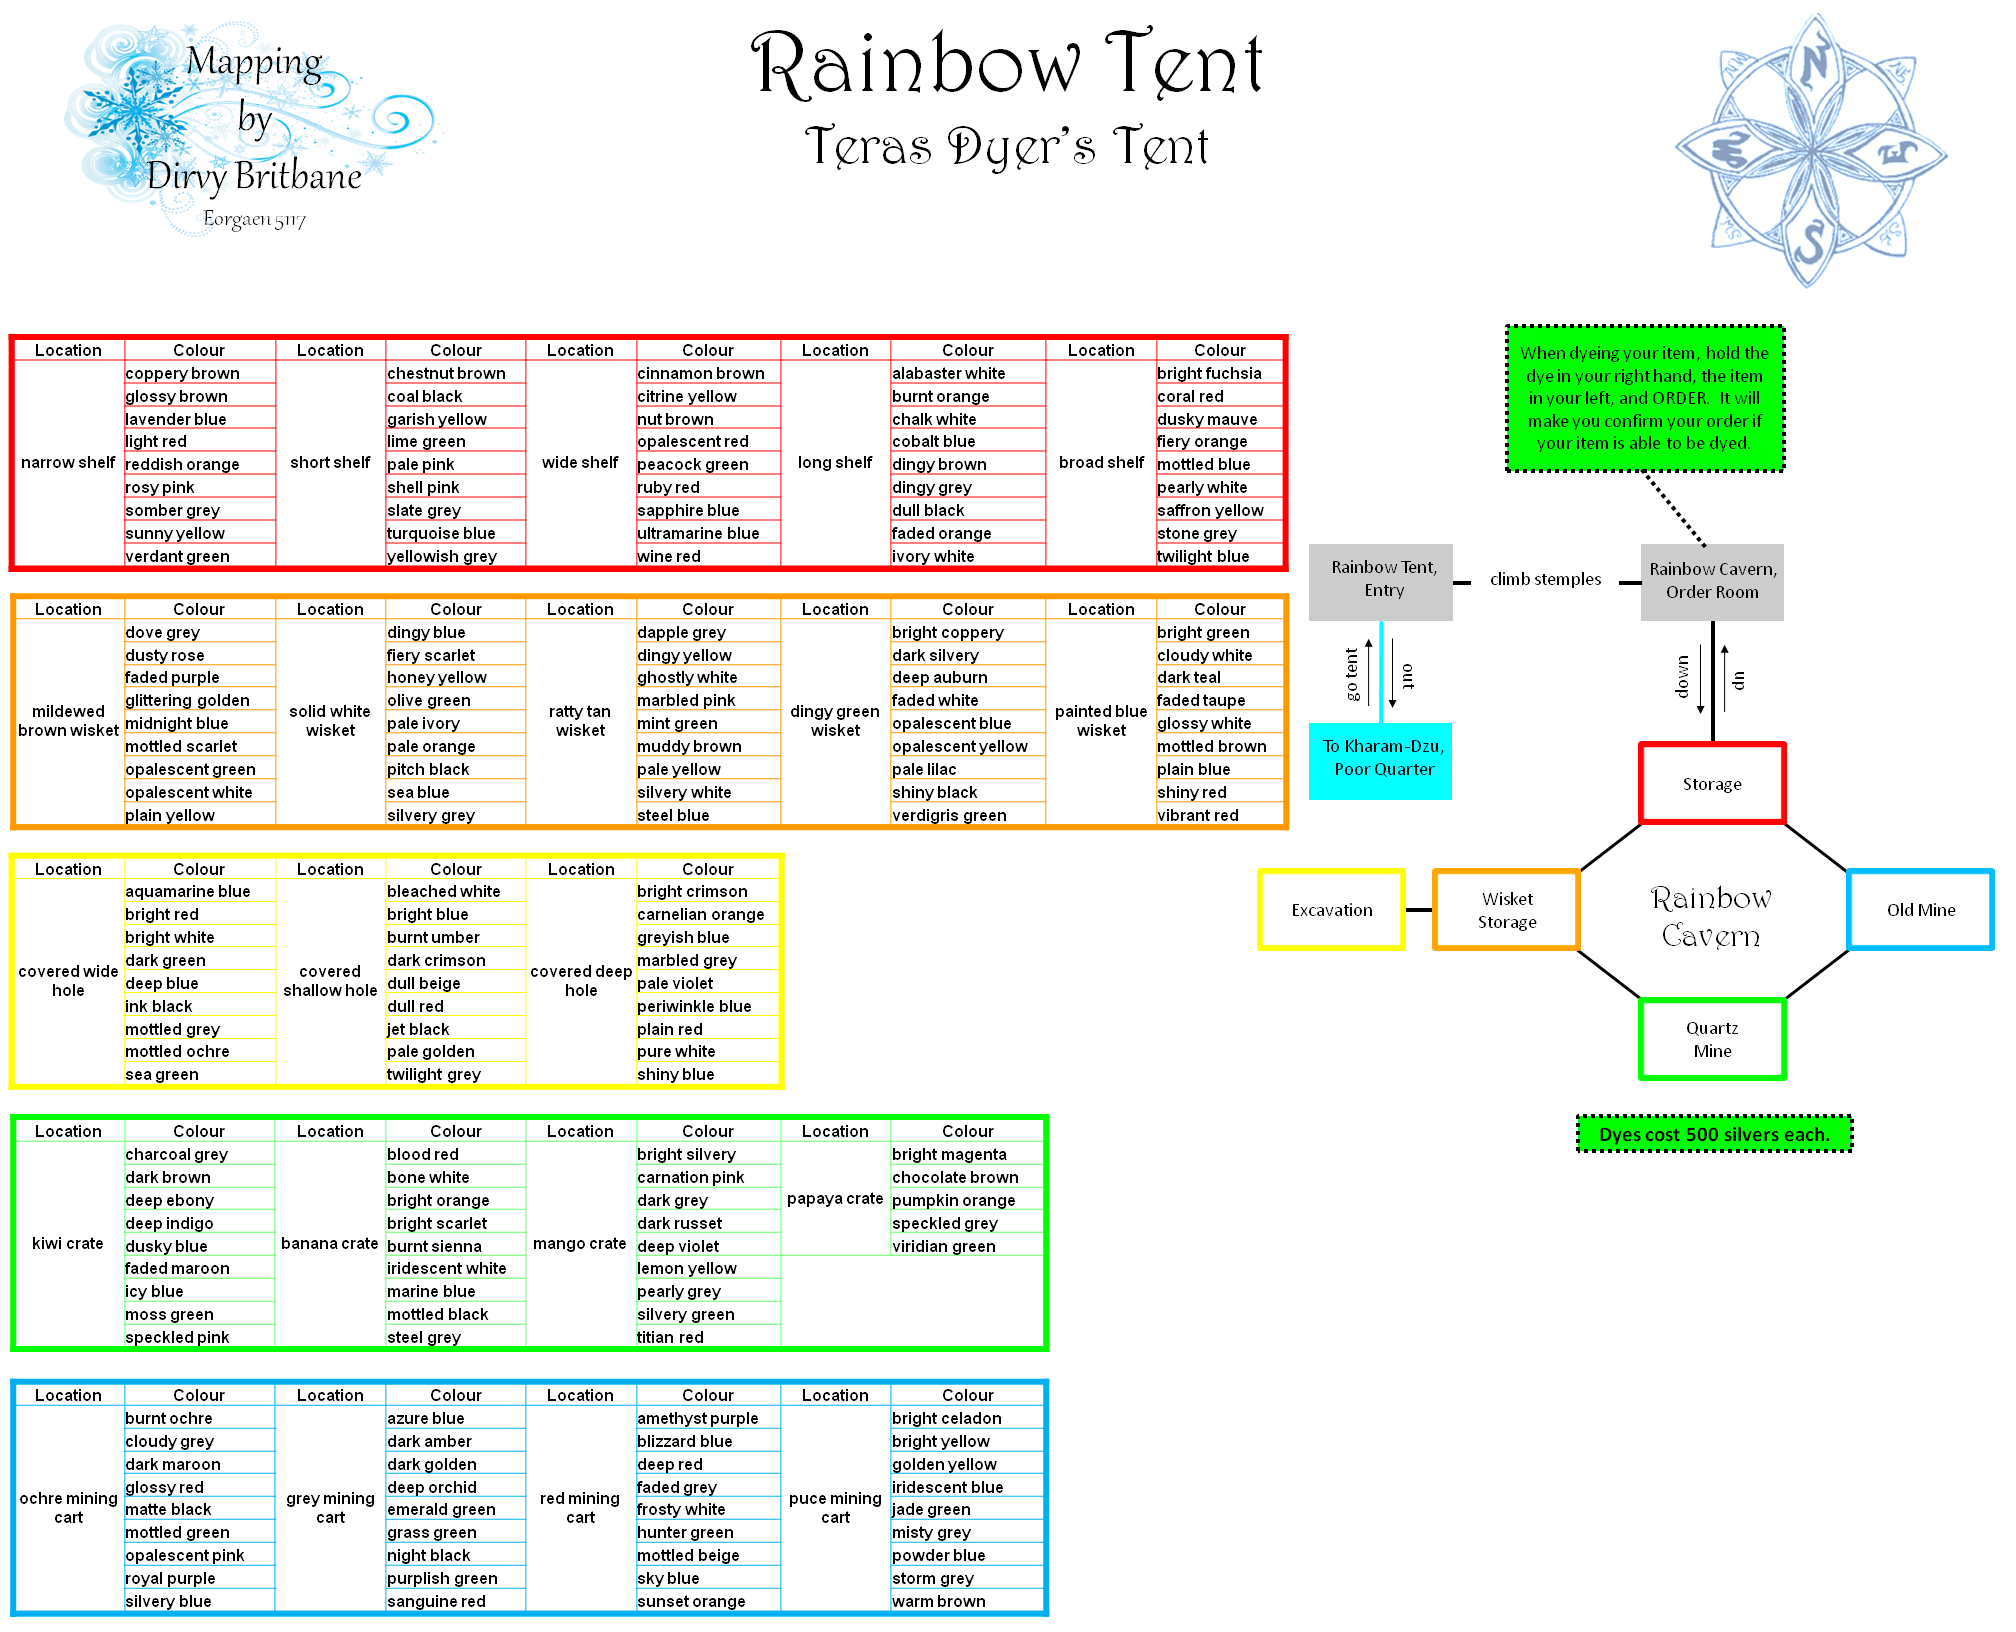 Mapping
by
Dirvy Britbane
Eorgaen 5117
Rainbow Tent
Teras Dyer's Tent
N
E
S
W
Location Colour Location Colour Location Colour Location Colour Location Colour
coppery brown chestnut brown cinnamon brown alabaster white bright fuchsia
glossy brown coal black citrine yellow burnt orange coral red
lavender blue garish yellow nut brown chalk white dusky mauve
light red lime green opalescent red cobalt blue fiery orange
narrow shelf reddish orange short shelf pale pink wide shelf peacock green long shelf dingy brown broad shelf mottled blue
rosy pink shell pink ruby red dingy grey pearly white
somber grey slate grey sapphire blue dull black saffron yellow
sunny yellow turquoise blue ultramarine blue faded orange stone grey
verdant green yellowish grey wine red ivory white twilight blue
Location Colour Location Colour Location Colour Location Colour Location Colour
dove grey dingy blue dapple grey bright coppery bright green
dusty rose fiery scarlet dingy yellow dark silvery cloudy white
faded purple honey yellow ghostly white deep auburn dark teal
glittering golden olive green marbled pink faded white faded taupe
mildewed midnight blue solid white pale ivory ratty tan mint green dingy green opalescent blue painted blue glossy white
brown wisket mottled scarlet wisket pale orange wisket muddy brown wisket opalescent yellow wisket mottled brown
opalescent green pitch black pale yellow pale lilac plain blue
opalescent white sea blue silvery white shiny black shiny red
plain yellow silvery grey steel blue verdigris green vibrant red
Location Colour Location Colour Location Colour
aquamarine blue bleached white bright crimson
bright red bright blue carnelian orange
bright white burnt umber greyish blue
dark green dark crimson marbled grey
covered wide deep blue covered dull beige covered deep pale violet
hole ink black shallow hole dull red hole periwinkle blue
mottled grey jet black plain red
mottled ochre pale golden pure white
sea green twilight grey shiny blue
Location Colour Location Colour Location Colour Location Colour
charcoal grey blood red bright silvery bright magenta
dark brown bone white carnation pink chocolate brown
deep ebony bright orange dark grey papaya crate pumpkin orange
deep indigo bright scarlet dark russet speckled grey
kiwi crate dusky blue banana crate burnt sienna mango crate deep violet viridian green
faded maroon iridescent white lemon yellow
icy blue marine blue pearly grey
moss green mottled black silvery green
speckled pink steel grey titian red
Location Colour Location Colour Location Colour Location Colour
burnt ochre azure blue amethyst purple bright celadon
cloudy grey dark amber blizzard blue bright yellow
dark maroon dark golden deep red golden yellow
glossy red deep orchid faded grey iridescent blue
ochre mining matte black grey mining emerald green red mining frosty white puce mining jade green
cart mottled green cart grass green cart hunter green cart misty grey
opalescent pink night black mottled beige powder blue
royal purple purplish green sky blue storm grey
silvery blue sanguine red sunset orange warm brown
When dyeing your item, hold the
dye in your right hand, the item
in your left, and ORDER. It will
make you confirm your order if
your item is able to be dyed.
Rainbow Tent,
Entry
climb stemples
Rainbow Cavern,
Order Room
go tent
out
down
up
To Kharam-Dzu,
Poor Quarter
Storage
Excavation
Wisket
Storage
Rainbow
Cavern
Old Mine
Quartz
Mine
Dyes cost 500 silvers each.